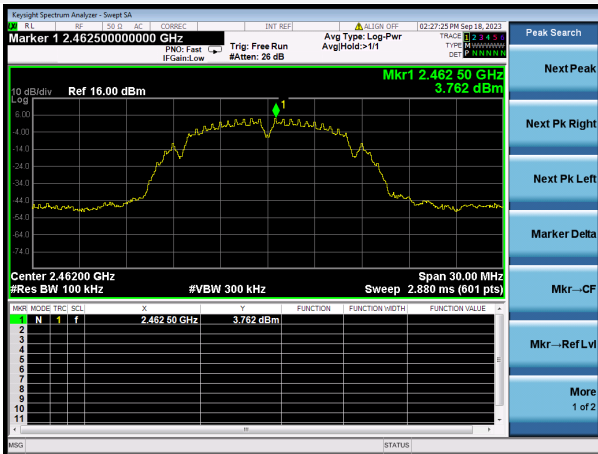 Keysight Spectrum Analyzer - Swept SA
RL RF 50 Ω AC CORREC INT REF ALIGN OFF 02:27:25 PM Sep 18, 2023
Marker 1 2.462500000000 GHz
PNO: Fast
IFGain:Low
Trig: Free Run
#Atten: 26 dB
Avg Type: Log-Pwr
Avg|Hold:>1/1
TRACE 1 2 3 4 5 6
TYPE MWWWWW
DET P NNNNN
Mkr1 2.462 50 GHz
3.762 dBm
10 dB/div Ref 16.00 dBm
Log
1
6.00
-4.00
-14.0
-24.0
-34.0
-44.0
-54.0
-64.0
-74.0
Center 2.46200 GHz Span 30.00 MHz
#Res BW 100 kHz #VBW 300 kHz Sweep 2.880 ms (601 pts)
MKR MODE TRC SCL X Y FUNCTION FUNCTION WIDTH FUNCTION VALUE
1 N 1 f 2.462 50 GHz 3.762 dBm
2
3
4
5
6
7
8
9
10
11
MSG STATUS
Peak Search
Next Peak
Next Pk Right
Next Pk Left
Marker Delta
Mkr→CF
Mkr→Ref Lvl
More
1 of 2